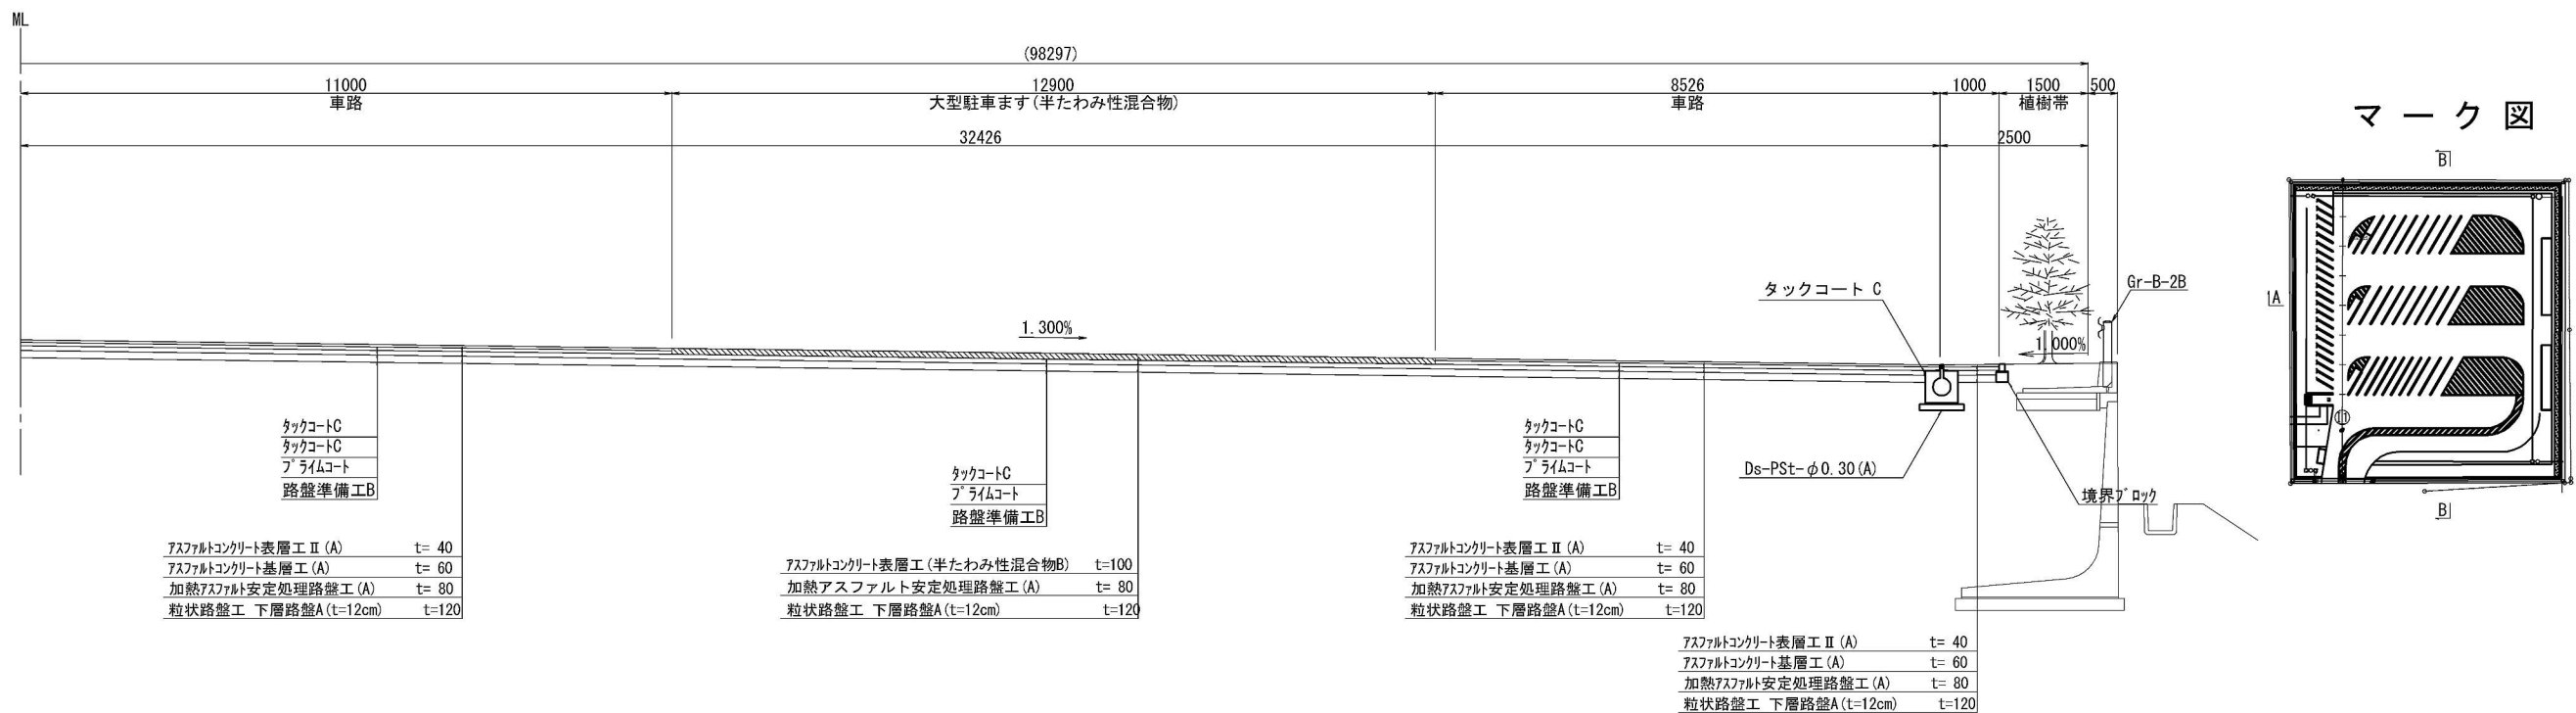 ML
(98297)
11000
12900
8526
1000
1500
500
車路
大型駐車ます(半たわみ性混合物)
車路
植樹帯
32426
2500
マーク図
B
A
11
B
タックコート C
Gr-B-2B
1.300%
1.000%
タックコートC
タックコートC
プライムコート
路盤準備工B
タックコートC
プライムコート
路盤準備工B
タックコートC
タックコートC
プライムコート
路盤準備工B
Ds-PSt-φ0.30(A)
境界ブロック
アスファルトコンクリート表層工Ⅱ(A) t= 40
アスファルトコンクリート基層工(A) t= 60
加熱アスファルト安定処理路盤工(A) t= 80
粒状路盤工 下層路盤A(t=12cm) t=120
アスファルトコンクリート表層工(半たわみ性混合物B) t=100
加熱アスファルト安定処理路盤工(A) t= 80
粒状路盤工 下層路盤A(t=12cm) t=120
アスファルトコンクリート表層工Ⅱ(A) t= 40
アスファルトコンクリート基層工(A) t= 60
加熱アスファルト安定処理路盤工(A) t= 80
粒状路盤工 下層路盤A(t=12cm) t=120
アスファルトコンクリート表層工Ⅱ(A) t= 40
アスファルトコンクリート基層工(A) t= 60
加熱アスファルト安定処理路盤工(A) t= 80
粒状路盤工 下層路盤A(t=12cm) t=120